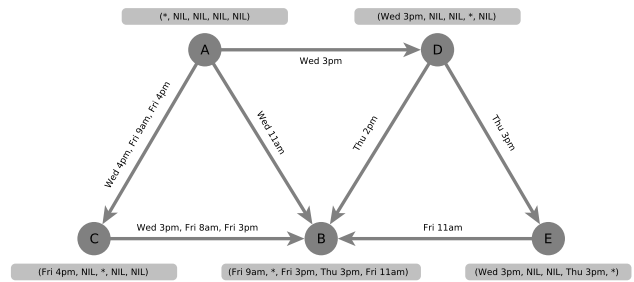 (*, NIL, NIL, NIL, NIL)
(Wed 3pm, NIL, NIL, *, NIL)
A
D
Wed 3pm
Wed 4pm, Fri 9am, Fri 4pm
Wed 11am
Thu 2pm
Thu 3pm
Wed 3pm, Fri 8am, Fri 3pm
Fri 11am
C
B
E
(Fri 4pm, NIL, *, NIL, NIL)
(Fri 9am, *, Fri 3pm, Thu 3pm, Fri 11am)
(Wed 3pm, NIL, NIL, Thu 3pm, *)